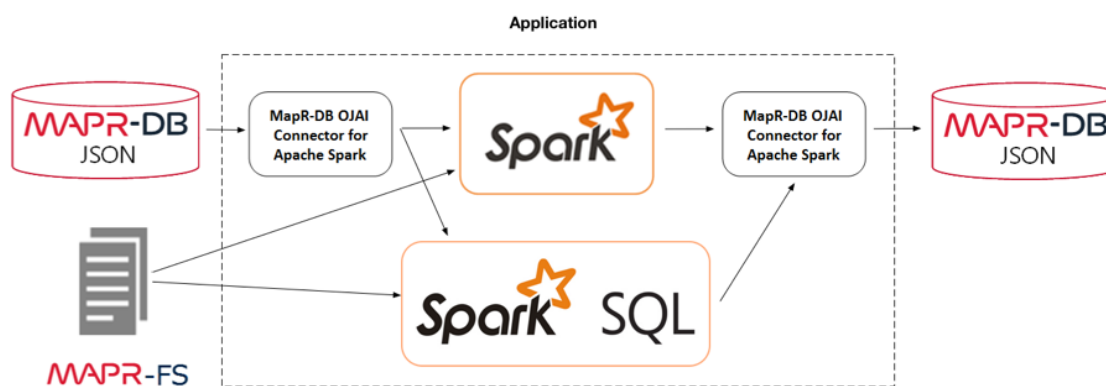 Application
MAPR-DB
JSON
MapR-DB OJAI
Connector for
Apache Spark
Spark
MapR-DB OJAI
Connector for
Apache Spark
MAPR-DB
JSON
Spark SQL
MAPR-FS